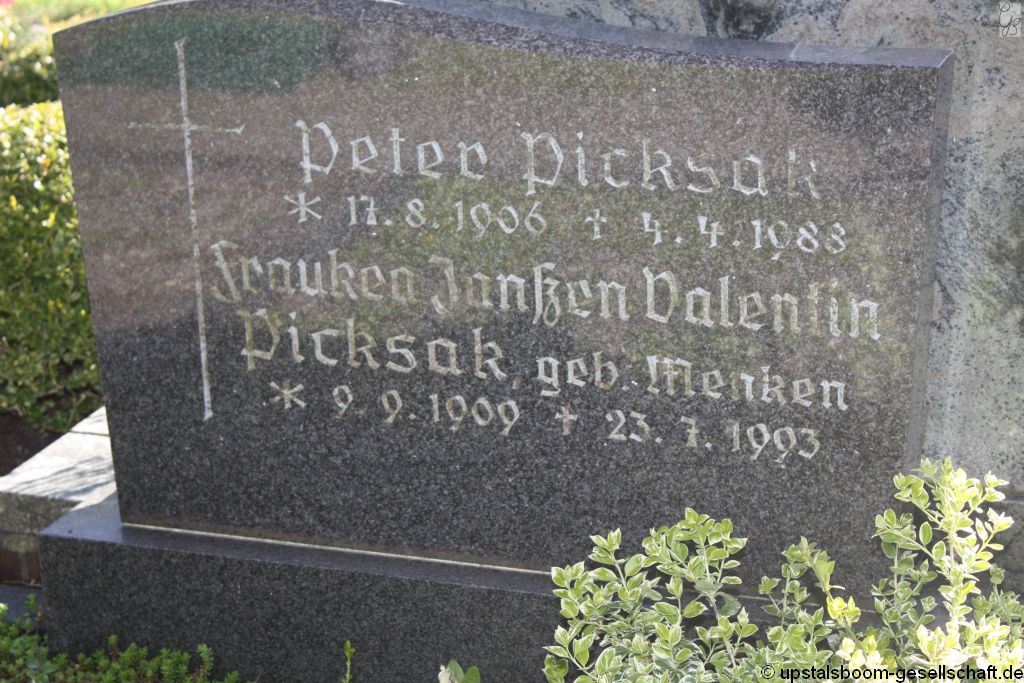 Peter Picksak
* 17. 8. 1906 † 4. 4. 1988
Frauken Janßen Valentin
Picksak, geb. Menken
* 9. 9. 1909 † 23. 7. 1993
© upstalsboom-gesellschaft.de